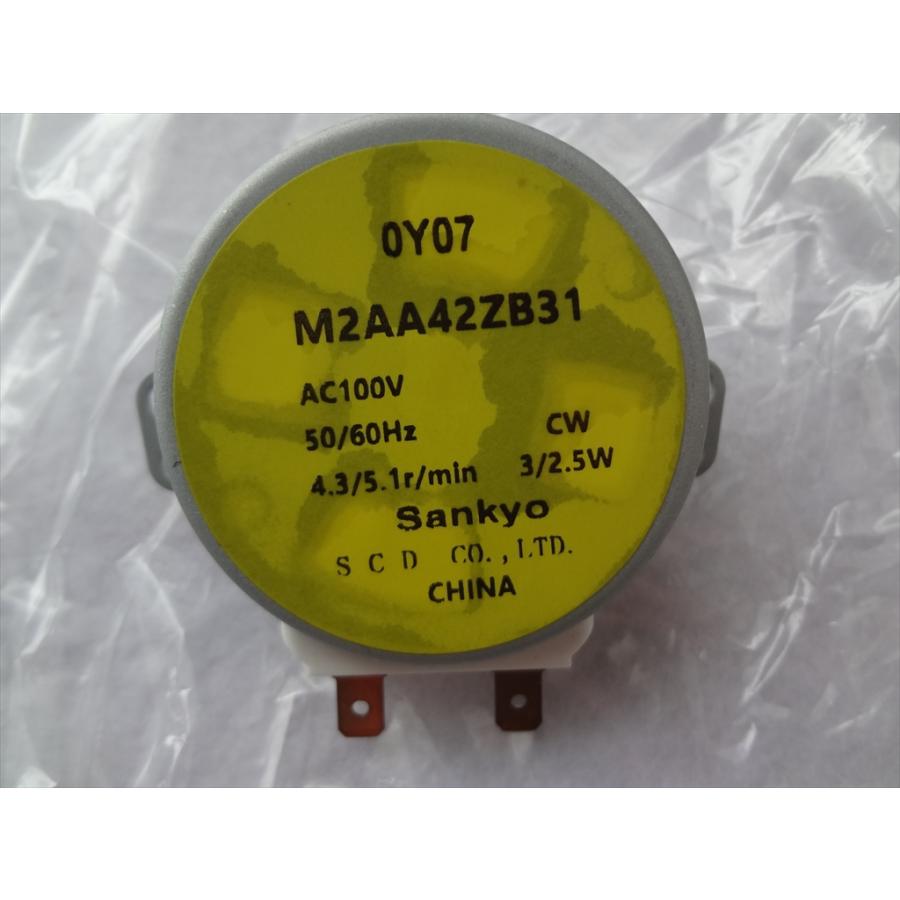 0Y07
M2AA42ZB31
AC100V
50/60Hz CW
4.3/5.1r/min 3/2.5W
Sankyo
S C D CO.,LTD.
CHINA